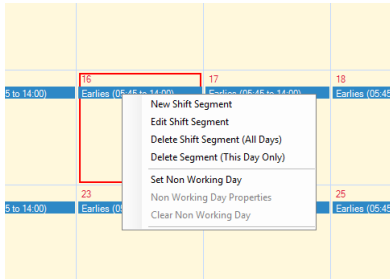 16 17 18
5 to 14:00) Earlies (05:45 to 14:00) Earlies (05:45 to 14:00) Earlies (05:45
New Shift Segment
Edit Shift Segment
Delete Shift Segment (All Days)
Delete Segment (This Day Only)
Set Non Working Day
Non Working Day Properties
Clear Non Working Day
23 25
5 to 14:00) Earlies (05 Earlies (05:45